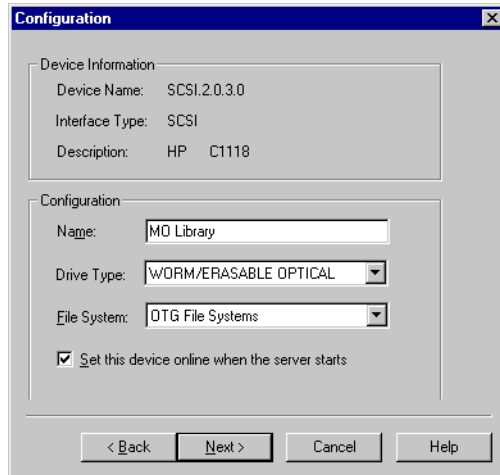 Configuration
Device Information
Device Name: SCSI.2.0.3.0
Interface Type: SCSI
Description: HP C1118
Configuration
Name: MO Library
Drive Type: WORM/ERASABLE OPTICAL
File System: OTG File Systems
Set this device online when the server starts
< Back Next > Cancel Help